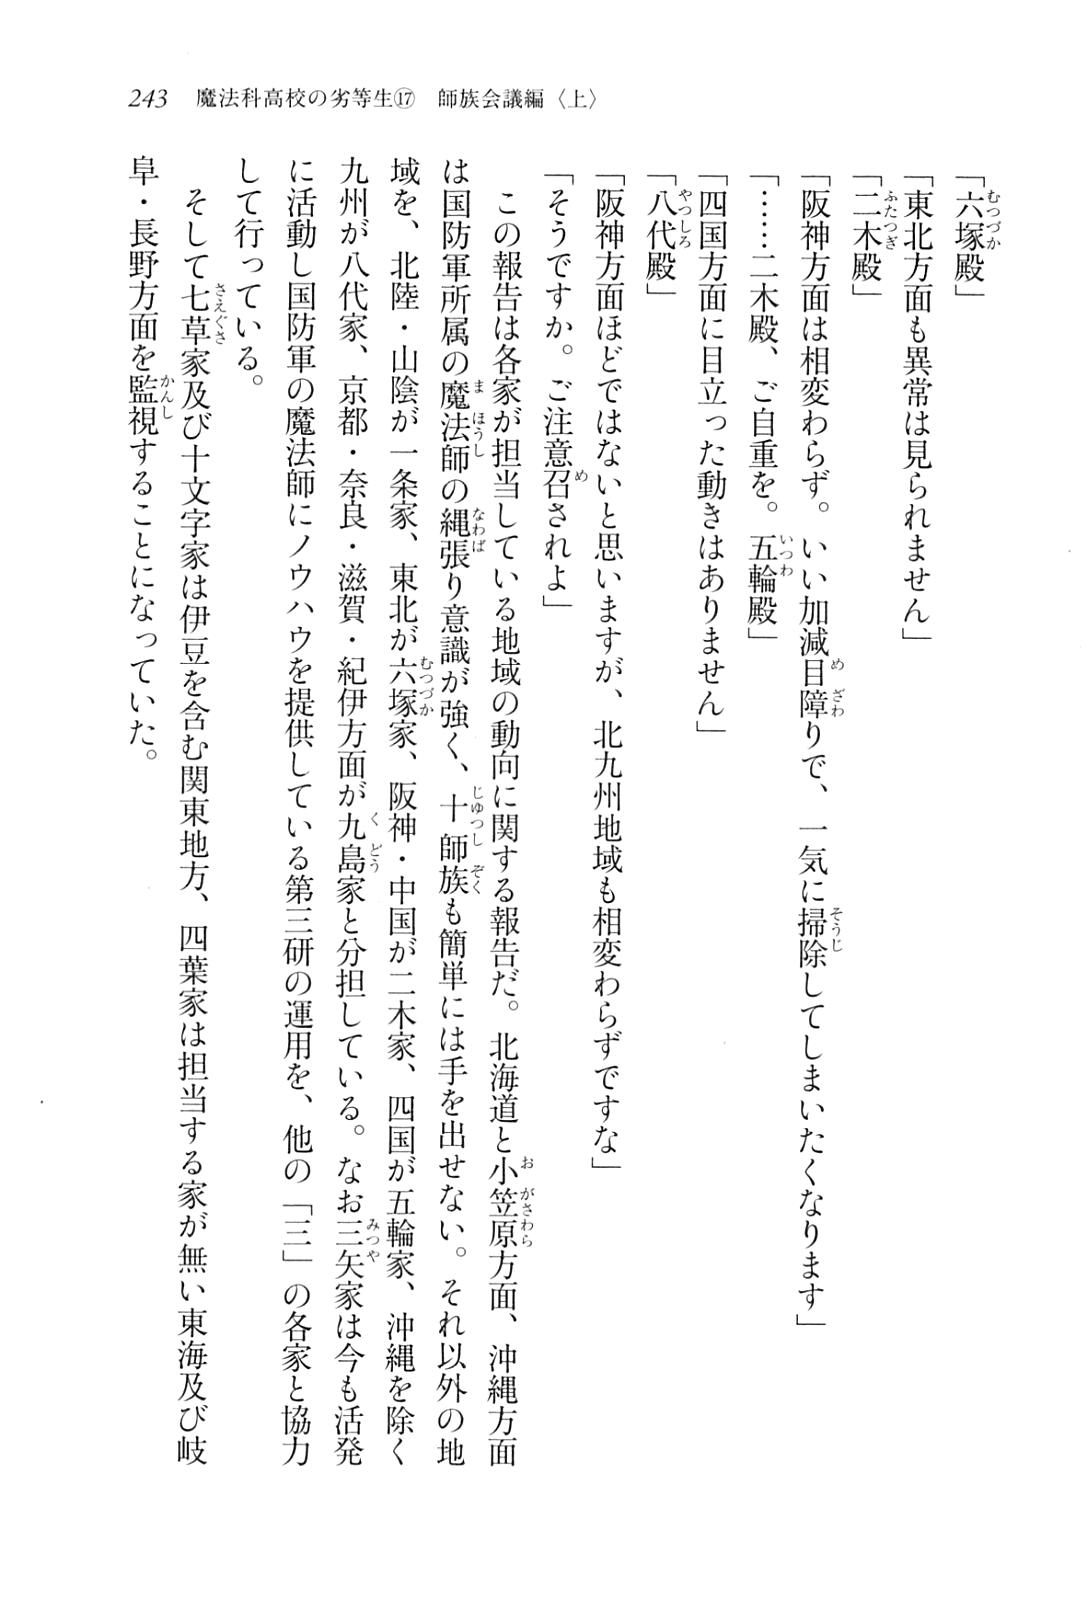 243　魔法科高校の劣等生⑰　師族会議編〈上〉
「六塚殿」
「東北方面も異常は見られません」
「二木殿」
「阪神方面は相変わらず。いい加減目障りで、一気に掃除してしまいたくなります」
「……二木殿、ご自重を。五輪殿」
「四国方面に目立った動きはありません」
「八代殿」
「阪神方面ほどではないと思いますが、北九州地域も相変わらずですな」
「そうですか。ご注意召されよ」
　この報告は各家が担当している地域の動向に関する報告だ。北海道と小笠原方面、沖縄方面
は国防軍所属の魔法師の縄張り意識が強く、十師族も簡単には手を出せない。それ以外の地
域を、北陸・山陰が一条家、東北が六塚家、阪神・中国が二木家、四国が五輪家、沖縄を除く
九州が八代家、京都・奈良・滋賀・紀伊方面が九島家と分担している。なお三矢家は今も活発
に活動し国防軍の魔法師にノウハウを提供している第三研の運用を、他の「三」の各家と協力
して行っている。
　そして七草家及び十文字家は伊豆を含む関東地方、四葉家は担当する家が無い東海及び岐
阜・長野方面を監視することになっていた。